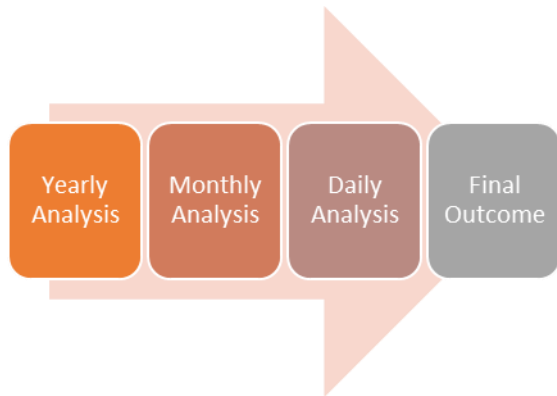 Yearly
Analysis
Monthly
Analysis
Daily
Analysis
Final
Outcome